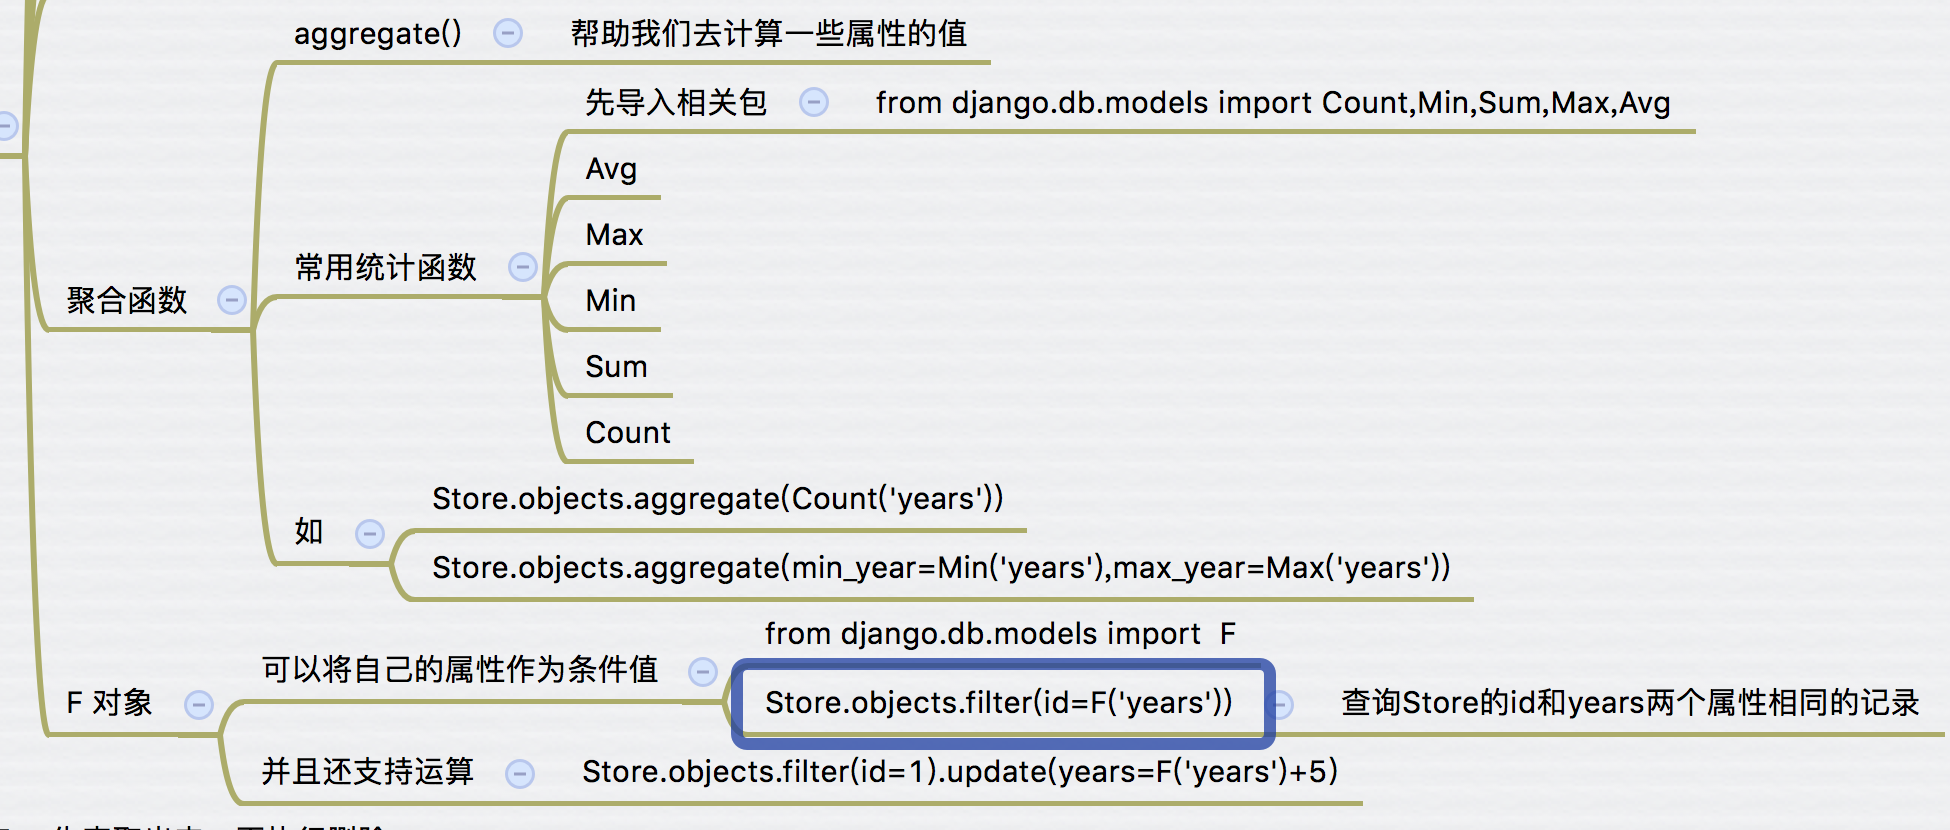 aggregate() 帮助我们去计算一些属性的值
先导入相关包 from django.db.models import Count,Min,Sum,Max,Avg
Avg
Max
常用统计函数
Min
聚合函数
Sum
Count
Store.objects.aggregate(Count('years'))
如
Store.objects.aggregate(min_year=Min('years'),max_year=Max('years'))
from django.db.models import  F
可以将自己的属性作为条件值
Store.objects.filter(id=F('years')) 查询Store的id和years两个属性相同的记录
F 对象
并且还支持运算 Store.objects.filter(id=1).update(years=F('years')+5)